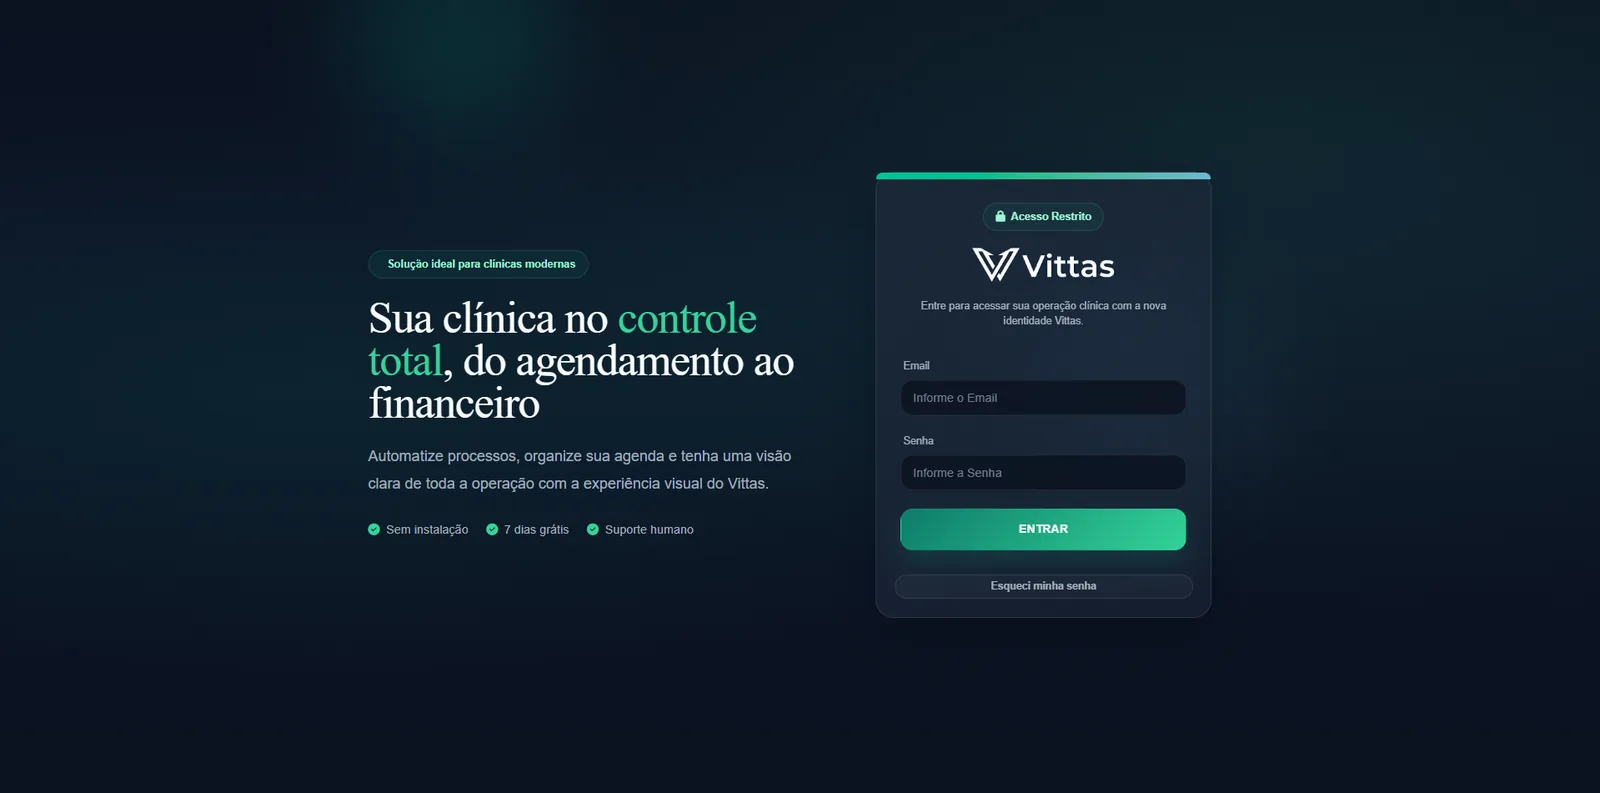 Solução ideal para clínicas modernas
Sua clínica no controle
total, do agendamento ao
financeiro
Automatize processos, organize sua agenda e tenha uma visão
clara de toda a operação com a experiência visual do Vittas.
Sem instalação 7 dias grátis Suporte humano
Acesso Restrito
Vittas
Entre para acessar sua operação clínica com a nova
identidade Vittas.
Email
Informe o Email
Senha
Informe a Senha
ENTRAR
Esqueci minha senha